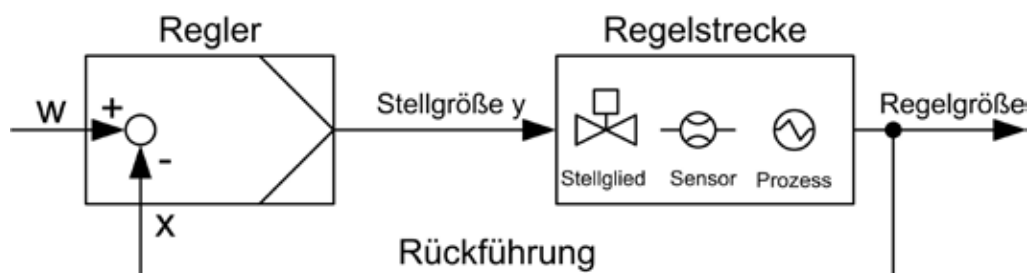 Regler
Regelstrecke
w
+
-
x
Stellgröße y
Stellglied
Sensor
Prozess
Regelgröße
Rückführung